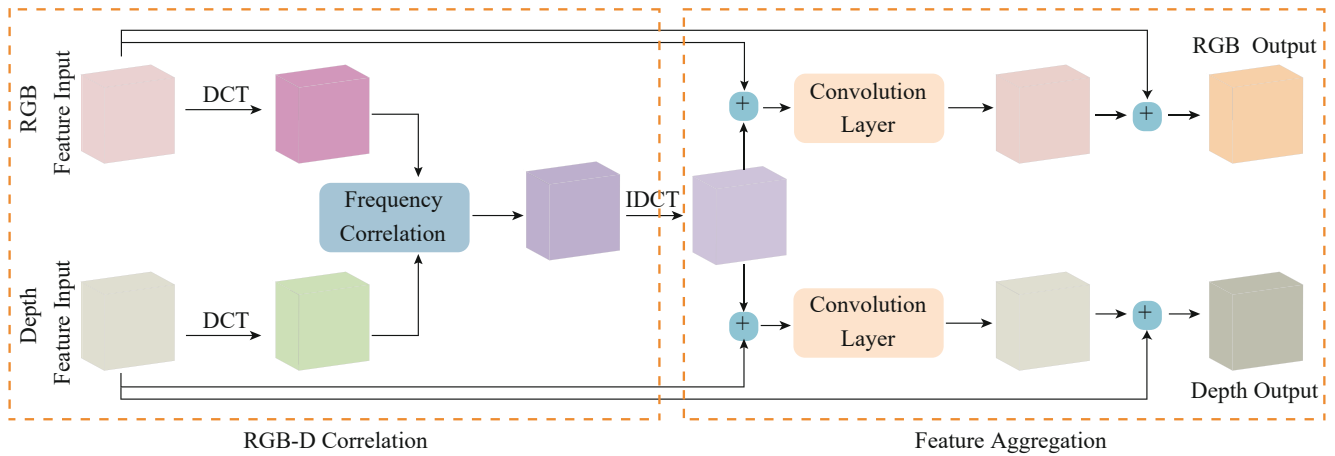 RGB
Feature Input
DCT
Frequency
Correlation
IDCT
Depth
Feature Input
DCT
RGB-D Correlation
+
Convolution
Layer
+
RGB Output
+
Convolution
Layer
+
Depth Output
Feature Aggregation